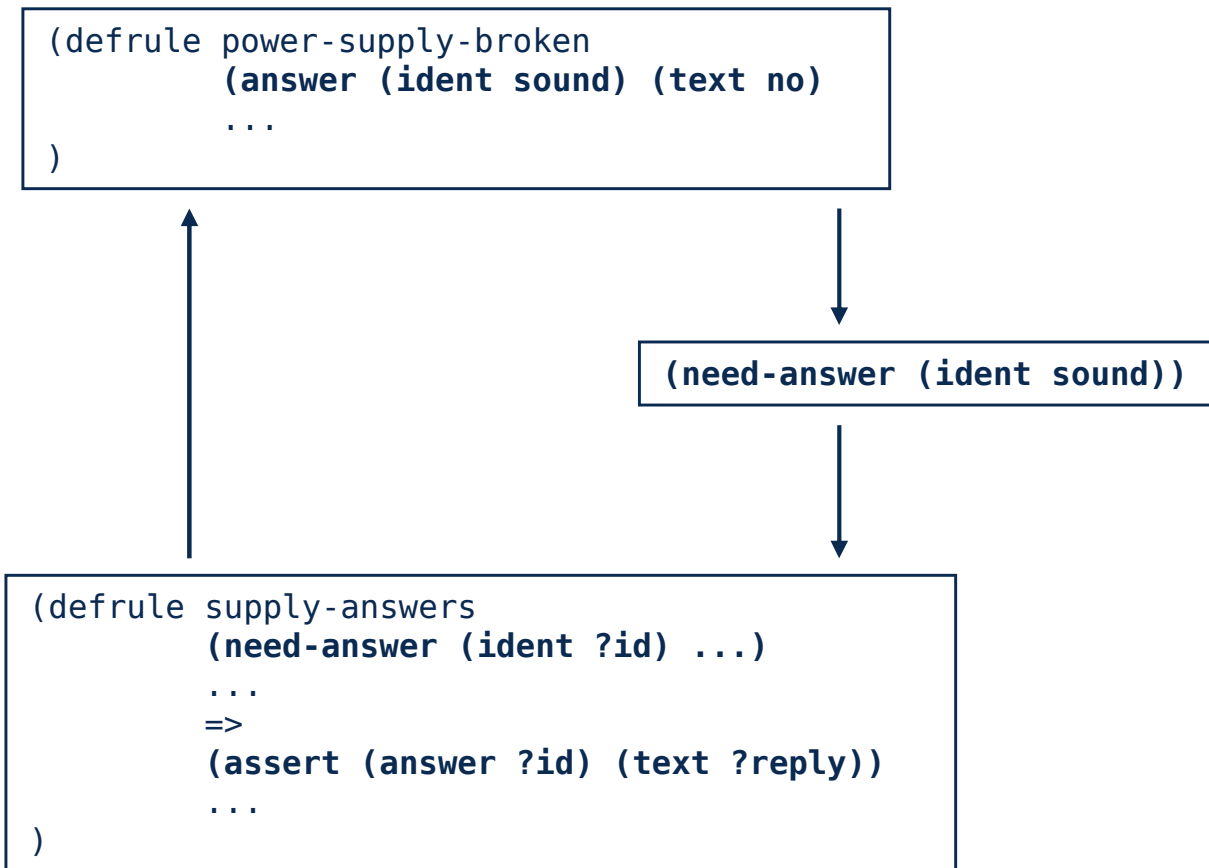 (defrule power-supply-broken
(answer (ident sound) (text no)
...
)
(need-answer (ident sound))
(defrule supply-answers
(need-answer (ident ?id) ...)
...
=>
(assert (answer ?id) (text ?reply))
...
)